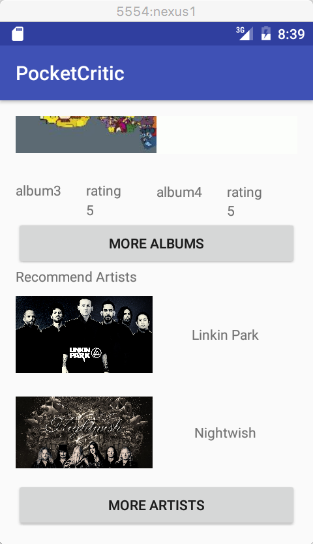 5554:nexus1
3G 8:39
PocketCritic
album3 rating album4 rating
5 5
MORE ALBUMS
Recommend Artists
LINKIN PARK
Linkin Park
Nightwish
Nightwish
MORE ARTISTS